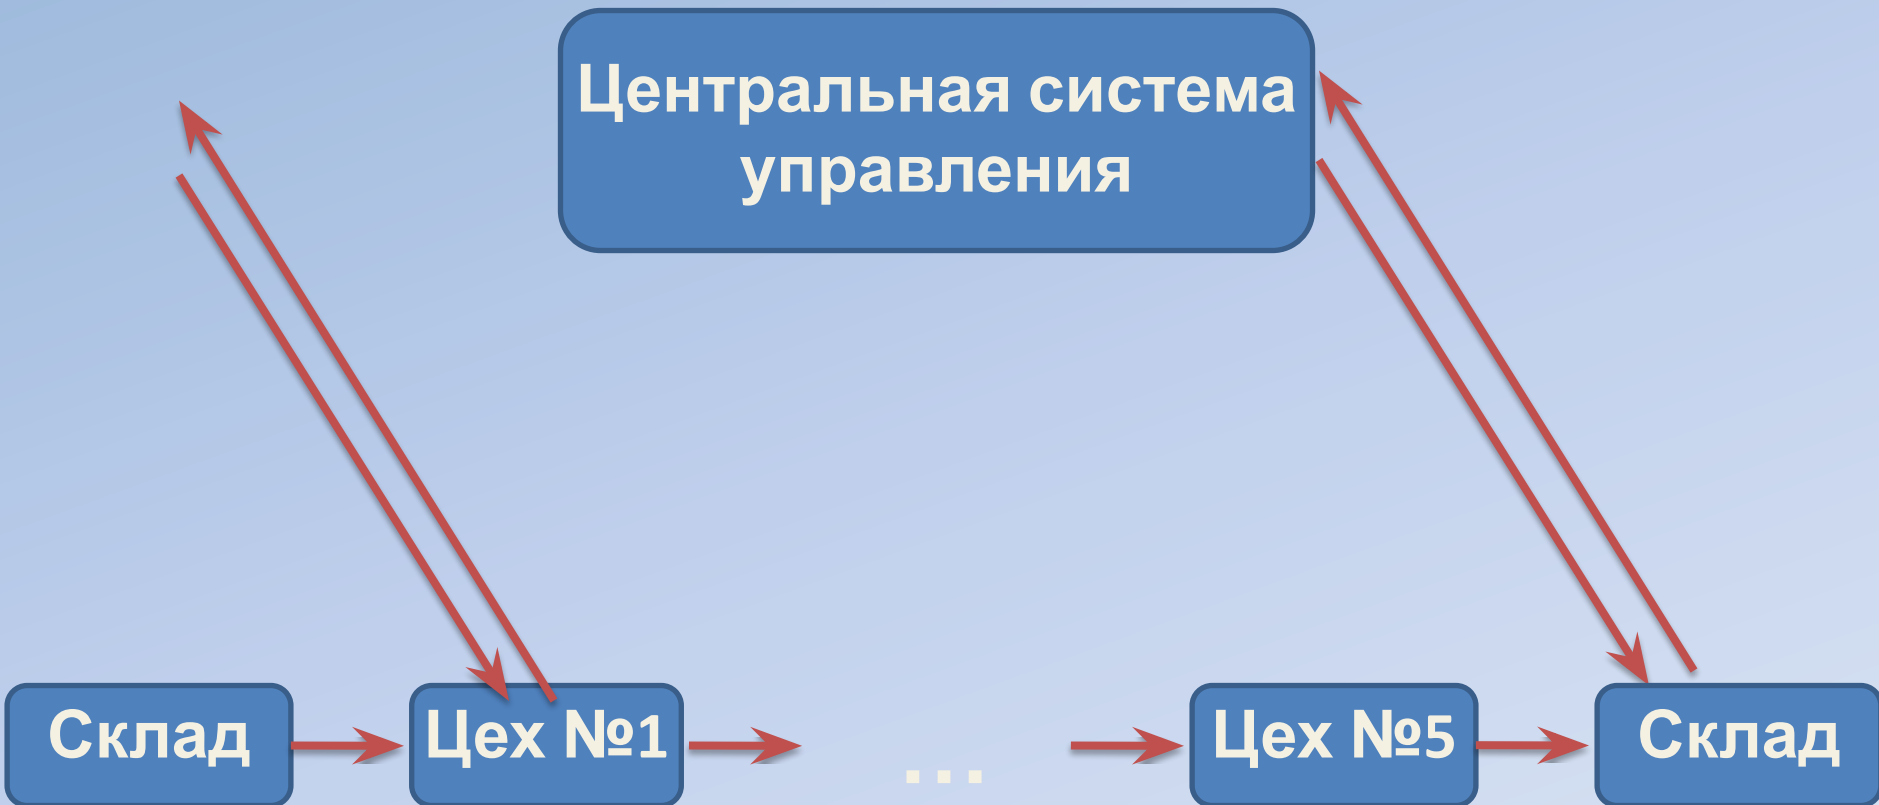 Центральная система
управления
Склад
Цех №1
...
Цех №5
Склад